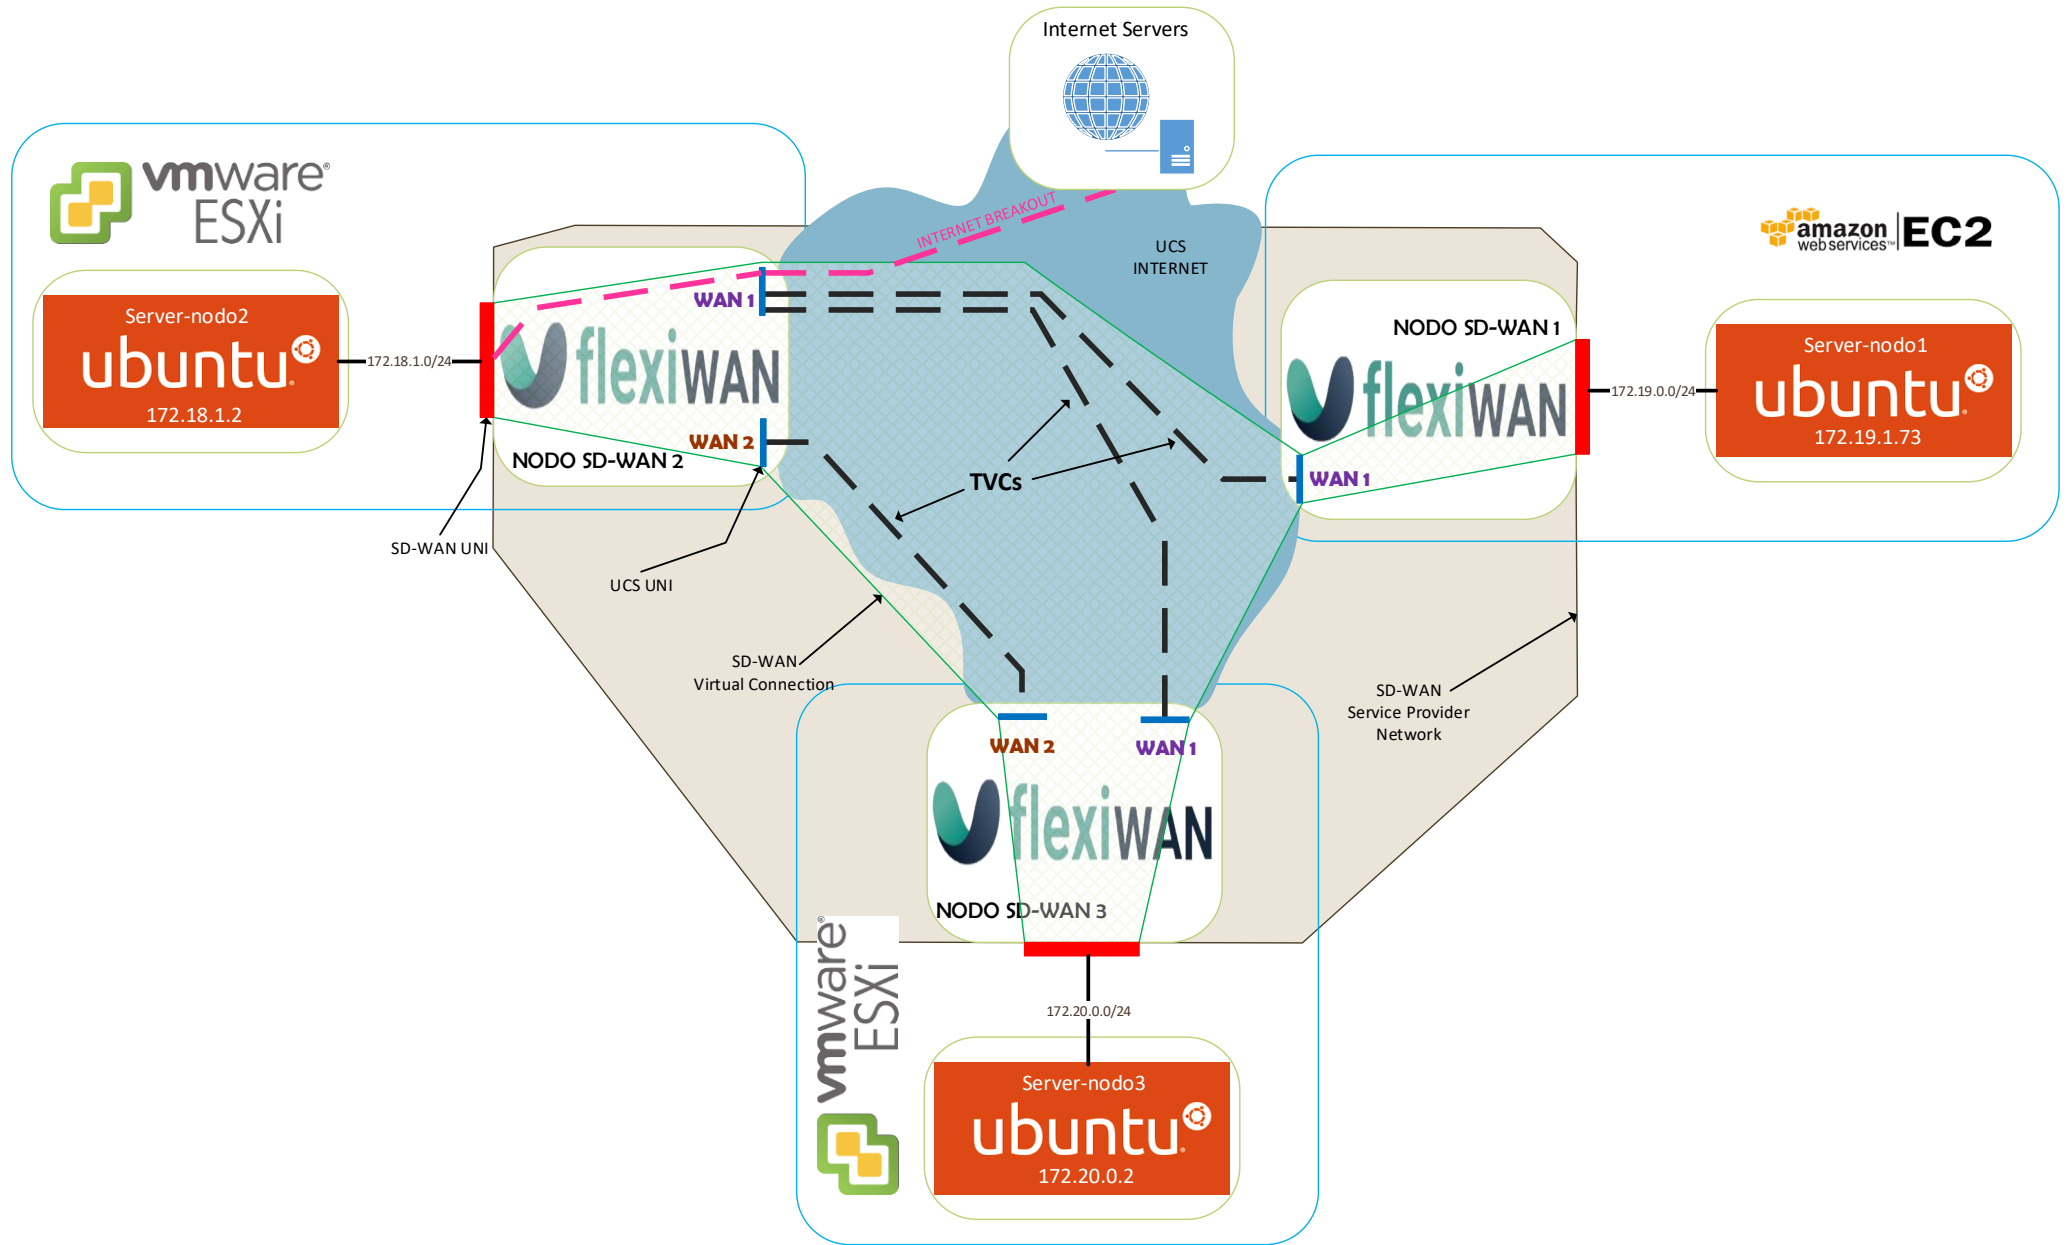 Internet Servers
vmware®
ESXi
Server-nodo2
ubuntu
172.18.1.2
172.18.1.0/24
INTERNET BREAKOUT
UCS
INTERNET
WAN 1
flexiWAN
WAN 2
NODO SD-WAN 2
amazon
web services™
EC2
NODO SD-WAN 1
flexiWAN
WAN 1
172.19.0.0/24
Server-nodo1
ubuntu
172.19.1.73
TVCs
SD-WAN UNI
UCS UNI
SD-WAN
Virtual Connection
SD-WAN
Service Provider
Network
WAN 2
WAN 1
flexiWAN
NODO SD-WAN 3
vmware®
ESXi
172.20.0.0/24
Server-nodo3
ubuntu
172.20.0.2